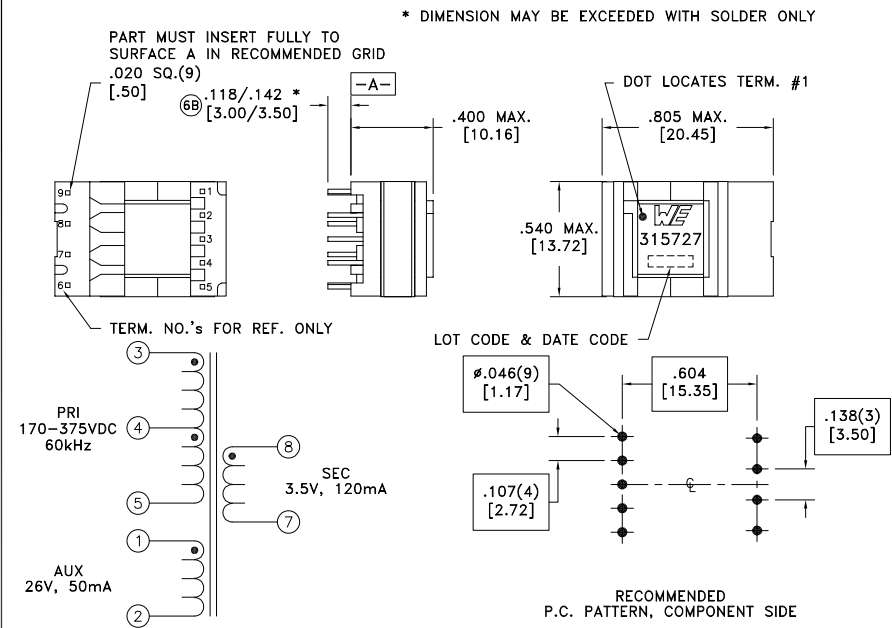 * DIMENSION MAY BE EXCEEDED WITH SOLDER ONLY
PART MUST INSERT FULLY TO
SURFACE A IN RECOMMENDED GRID
.020 SQ.(9)
[.50]
6B .118/.142 *
[3.00/3.50]
-A-
.400 MAX.
[10.16]
DOT LOCATES TERM. #1
.805 MAX.
[20.45]
9
8
7
6
1
2
3
4
5
.540 MAX.
[13.72]
WE
315727
TERM. NO.'s FOR REF. ONLY
LOT CODE & DATE CODE
3
PRI
170-375VDC
60kHz
4
5
8
SEC
3.5V, 120mA
7
1
AUX
26V, 50mA
2
ø.046(9)
[1.17]
.604
[15.35]
.138(3)
[3.50]
.107(4)
[2.72]
℄
RECOMMENDED
P.C. PATTERN, COMPONENT SIDE